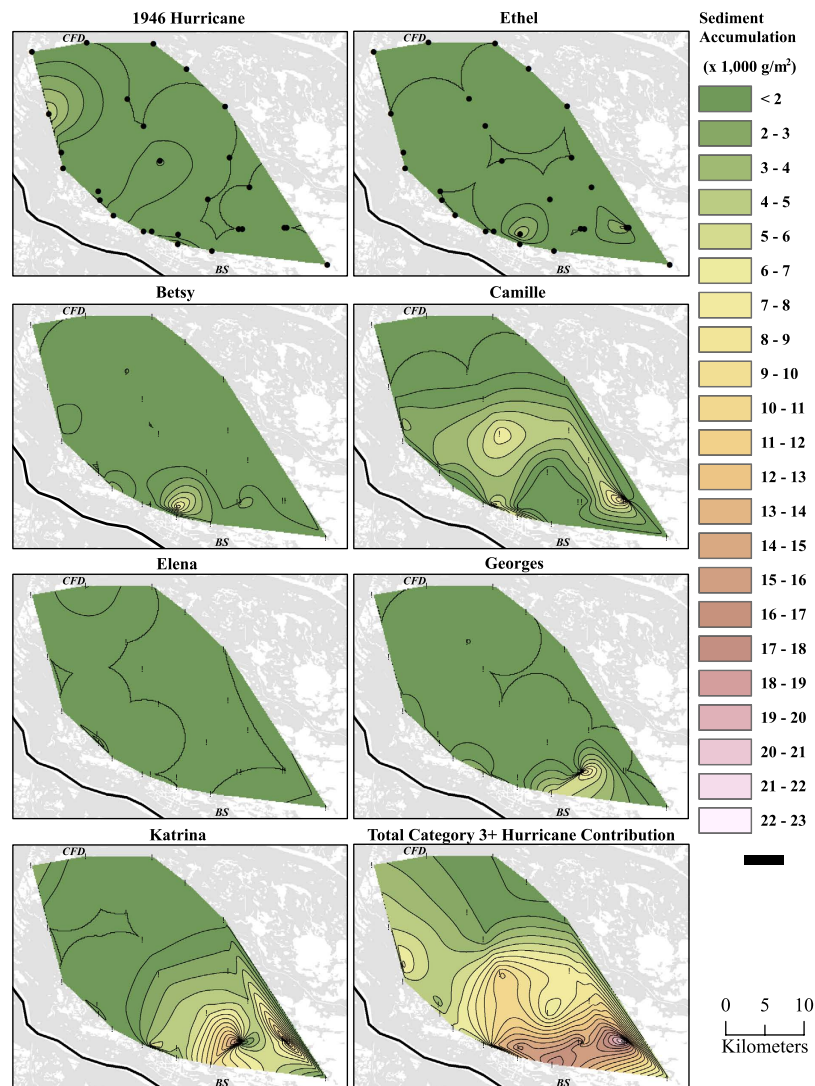 1946 Hurricane
Ethel
CFD
CFD
BS
BS
Betsy
Camille
CFD
CFD
BS
BS
Elena
Georges
CFD
CFD
BS
BS
Katrina
Total Category 3+ Hurricane Contribution
CFD
CFD
BS
BS
Sediment
Accumulation
(x 1,000 g/m²)
< 2
2 - 3
3 - 4
4 - 5
5 - 6
6 - 7
7 - 8
8 - 9
9 - 10
10 - 11
11 - 12
12 - 13
13 - 14
14 - 15
15 - 16
16 - 17
17 - 18
18 - 19
19 - 20
20 - 21
21 - 22
22 - 23
0 5 10
Kilometers